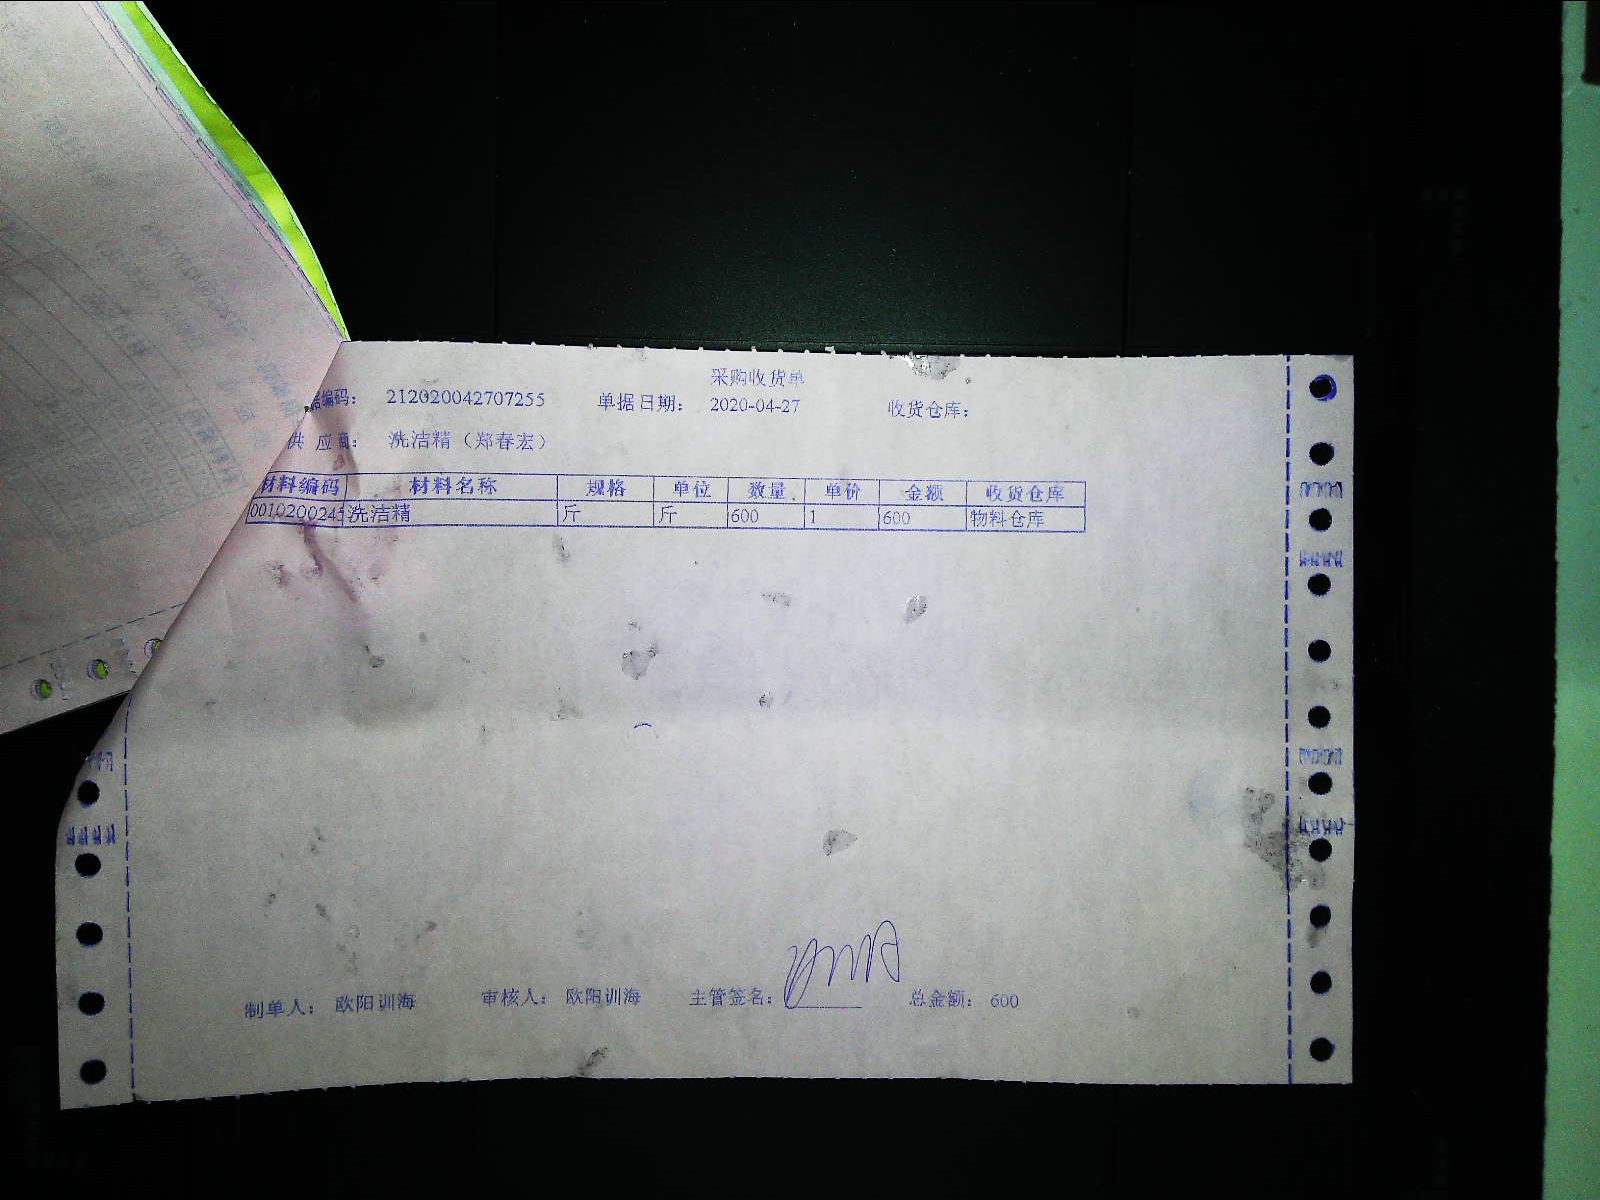 采购收货单
据编码： 212020042707255 单据日期： 2020-04-27 收货仓库：
供 应 商： 洗洁精（郑春宏）
材料编码 材料名称 规格 单位 数量 单价 金额 收货仓库
洗洁精 斤 斤 600 1 600 物料仓库
制单人： 欧阳训海 审核人： 欧阳训海 主管签名： 总金额： 600